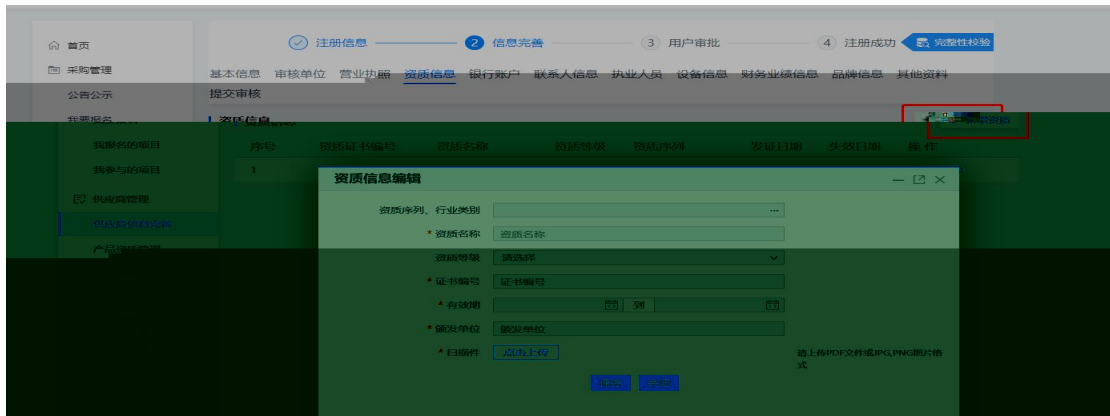 首页
注册信息
2 信息完善
3 用户审批
4 注册成功
完整性校验
采购管理
基本信息 审核单位 营业执照 资质信息 银行账户 联系人信息 执业人员 设备信息 财务业绩信息 品牌信息 其他资料
公告公示
提交审核
我要报名
资质信息
我报名的项目
序号 资质证书编号 资质名称 资质等级 资质序列 发证日期 失效日期 操作
我参与的项目
1
资质信息编辑
供应商管理
资质序列、行业类别
* 资质名称 资质名称
资质等级 请选择
* 证书编号 证书编号
* 有效期 到
* 颁发单位 颁发单位
* 扫描件 点击上传
请上传PDF文件或JPG,PNG图片格
式